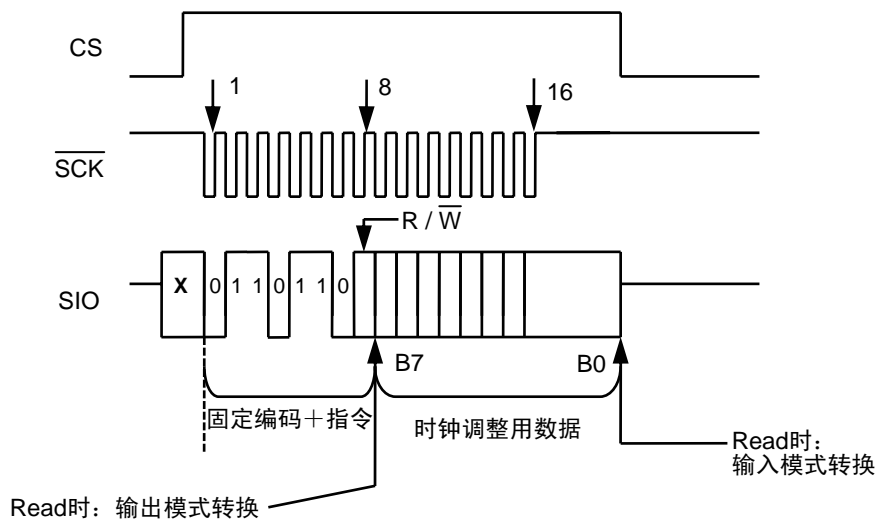 CS
1
8
16
SCK
R / W
SIO
X
0
1
1
0
1
1
0
B7
B0
固定编码＋指令
时钟调整用数据
Read时：
输入模式转换
Read时：输出模式转换